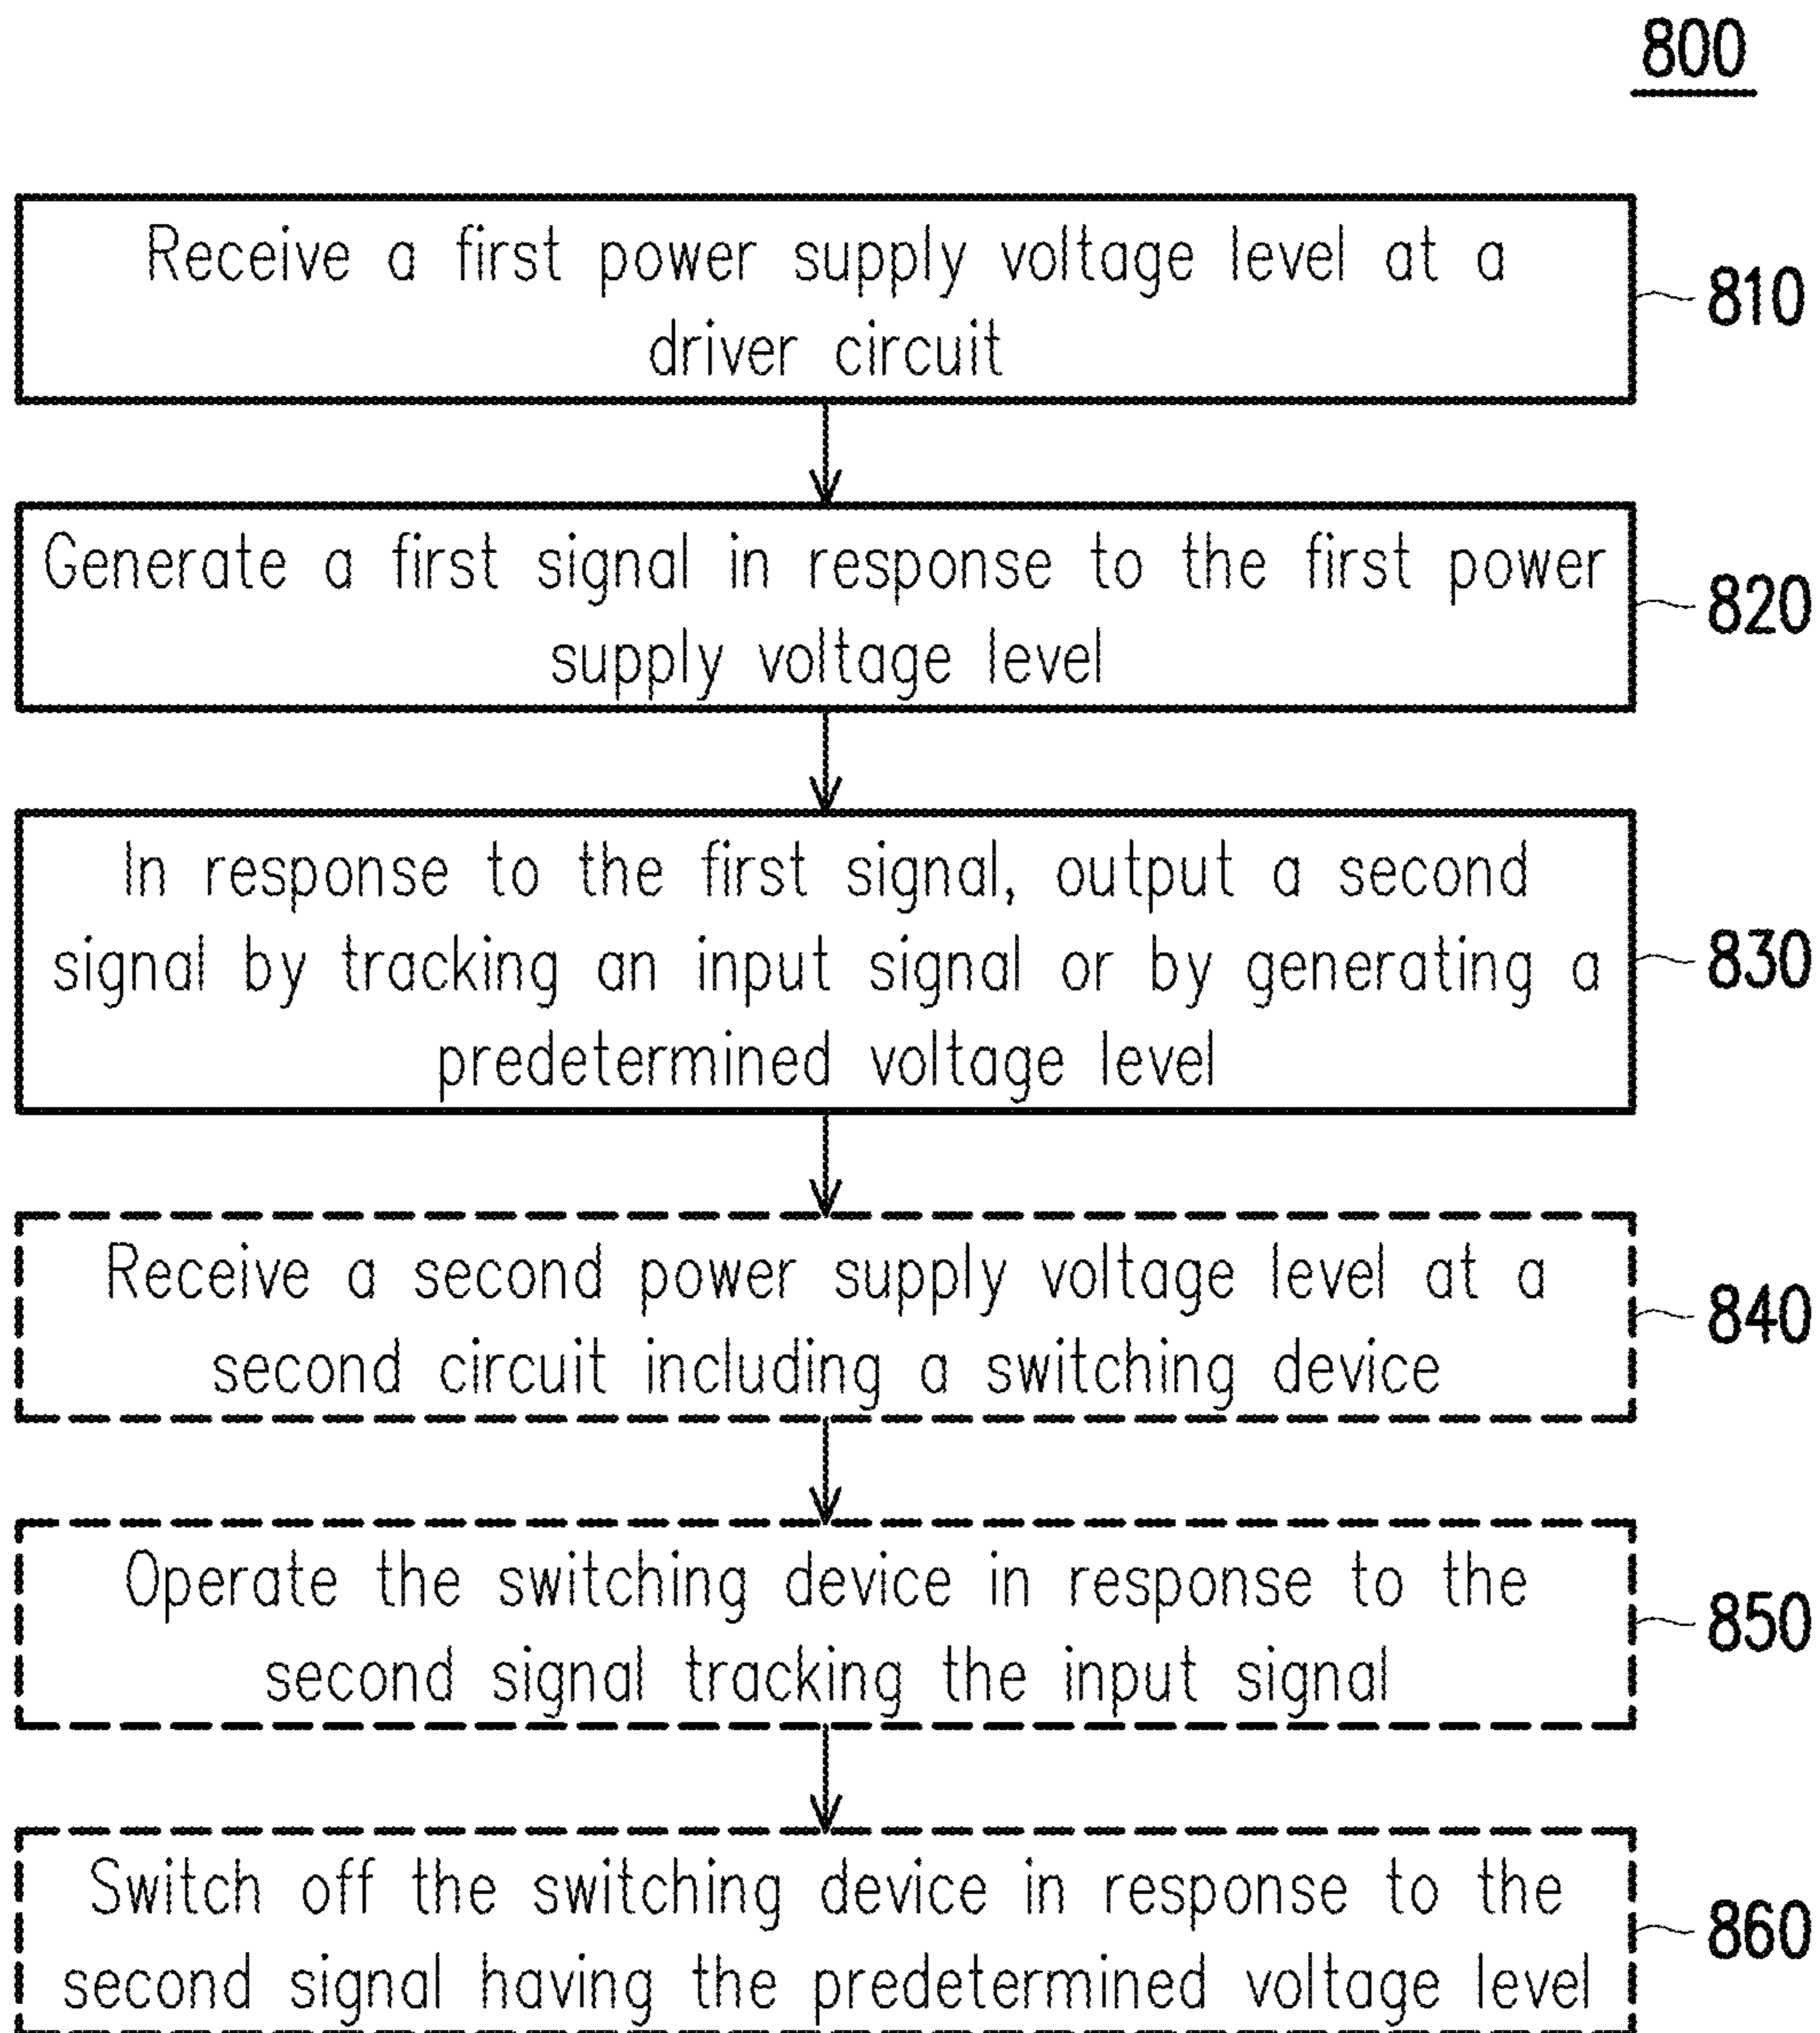 800
Receive a first power supply voltage level at a
driver circuit
810
Generate a first signal in response to the first power
supply voltage level
820
In response to the first signal, output a second
signal by tracking an input signal or by generating a
predetermined voltage level
830
Receive a second power supply voltage level at a
second circuit including a switching device
840
Operate the switching device in response to the
second signal tracking the input signal
850
Switch off the switching device in response to the
second signal having the predetermined voltage level
860